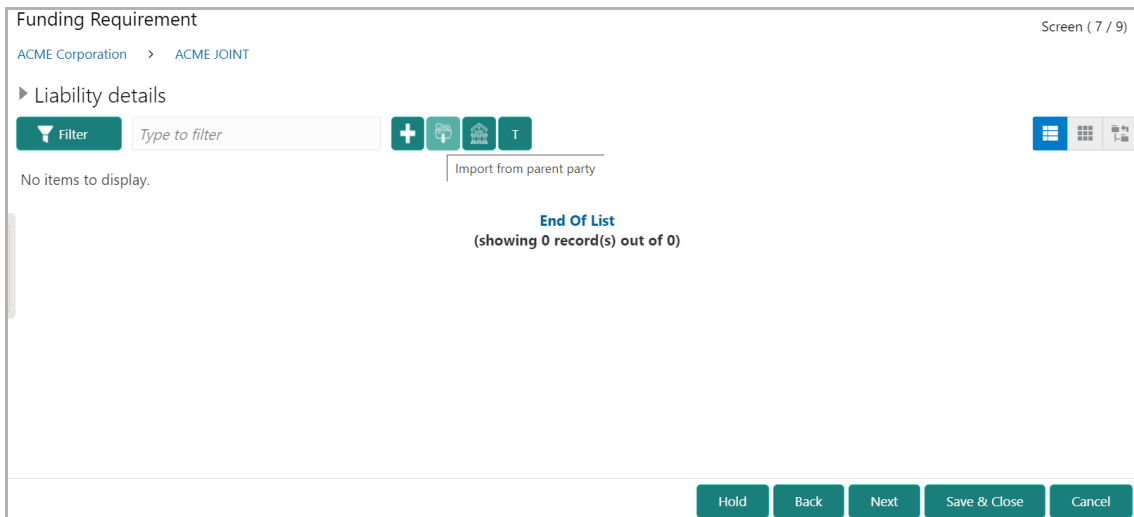 Funding Requirement
Screen ( 7 / 9)
ACME Corporation > ACME JOINT
Liability details
Filter
Type to filter
T
Import from parent party
No items to display.
End Of List
(showing 0 record(s) out of 0)
Hold Back Next Save & Close Cancel